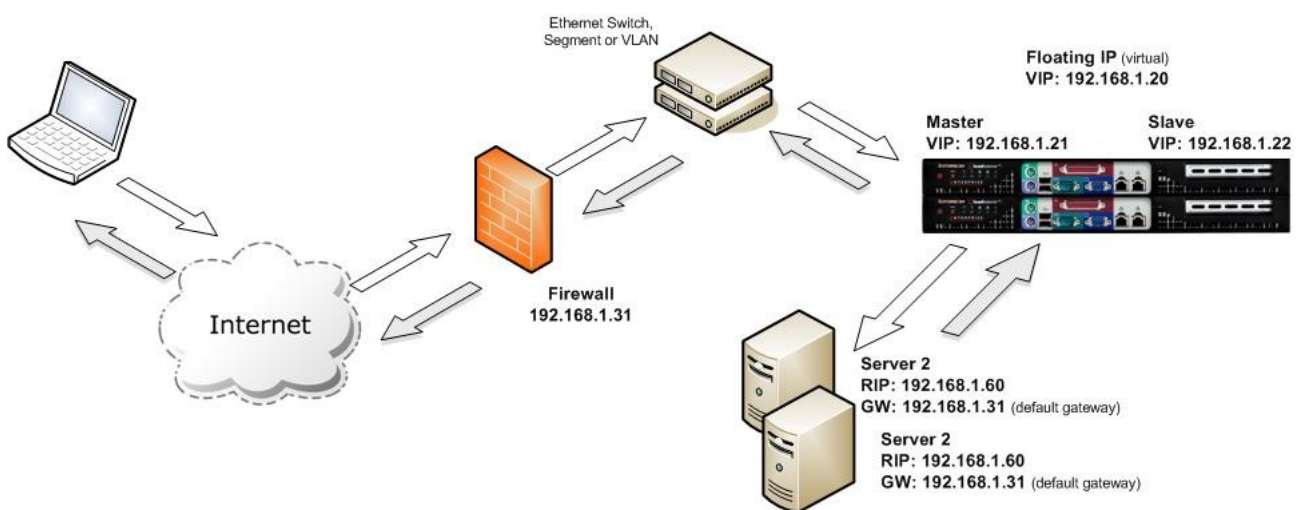 Ethernet Switch,
Segment or VLAN
Floating IP (virtual)
VIP: 192.168.1.20
Master
VIP: 192.168.1.21
Slave
VIP: 192.168.1.22
Internet
Firewall
192.168.1.31
Server 2
RIP: 192.168.1.60
GW: 192.168.1.31 (default gateway)
Server 2
RIP: 192.168.1.60
GW: 192.168.1.31 (default gateway)